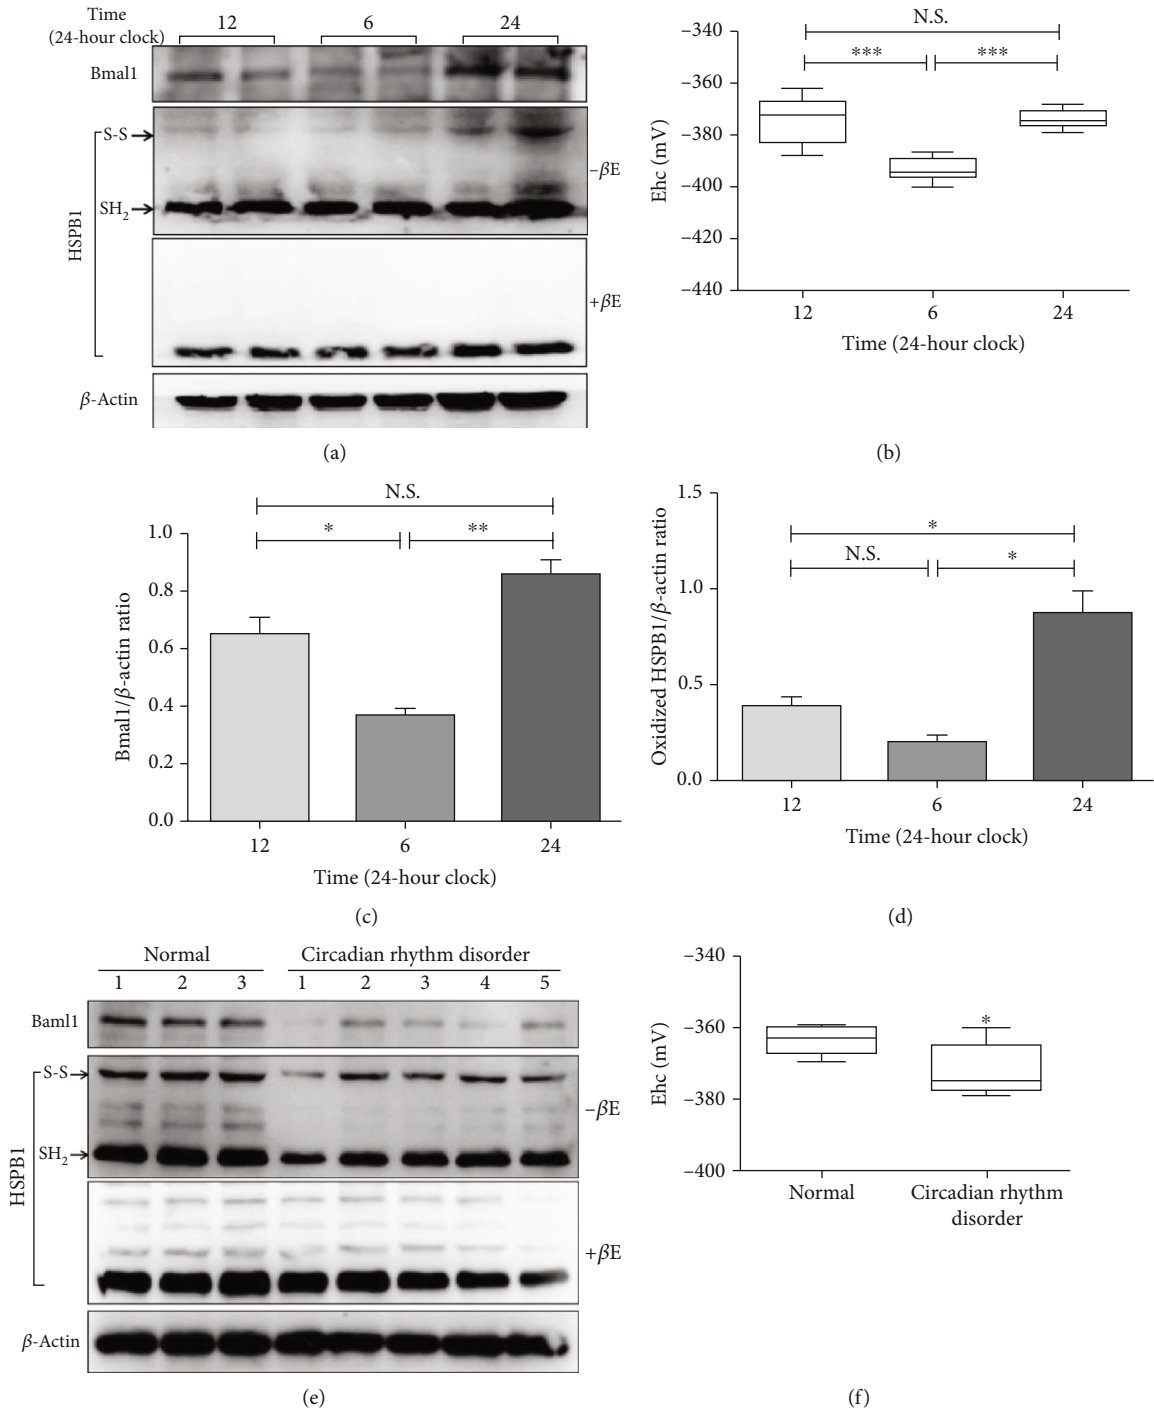 Time
(24-hour clock)
12 6 24
Bmal1
S-S
–βE
SH2
HSPB1
+βE
β-Actin
(a)
N.S.
*** ***
–340
–360
–380
–400
–420
–440
Ehc (mV)
12 6 24
Time (24-hour clock)
(b)
N.S.
* **
1.0
0.8
0.6
0.4
0.2
0.0
Bmal1/β-actin ratio
12 6 24
Time (24-hour clock)
(c)
1.5
1.0
0.5
0.0
*
N.S. *
Oxidized HSPB1/β-actin ratio
12 6 24
Time (24-hour clock)
(d)
Normal Circadian rhythm disorder
1 2 3 1 2 3 4 5
Baml1
S-S
–βE
SH2
HSPB1
+βE
β-Actin
(e)
–340
–360
–380
–400
Ehc (mV)
*
Normal Circadian rhythm
disorder
(f)